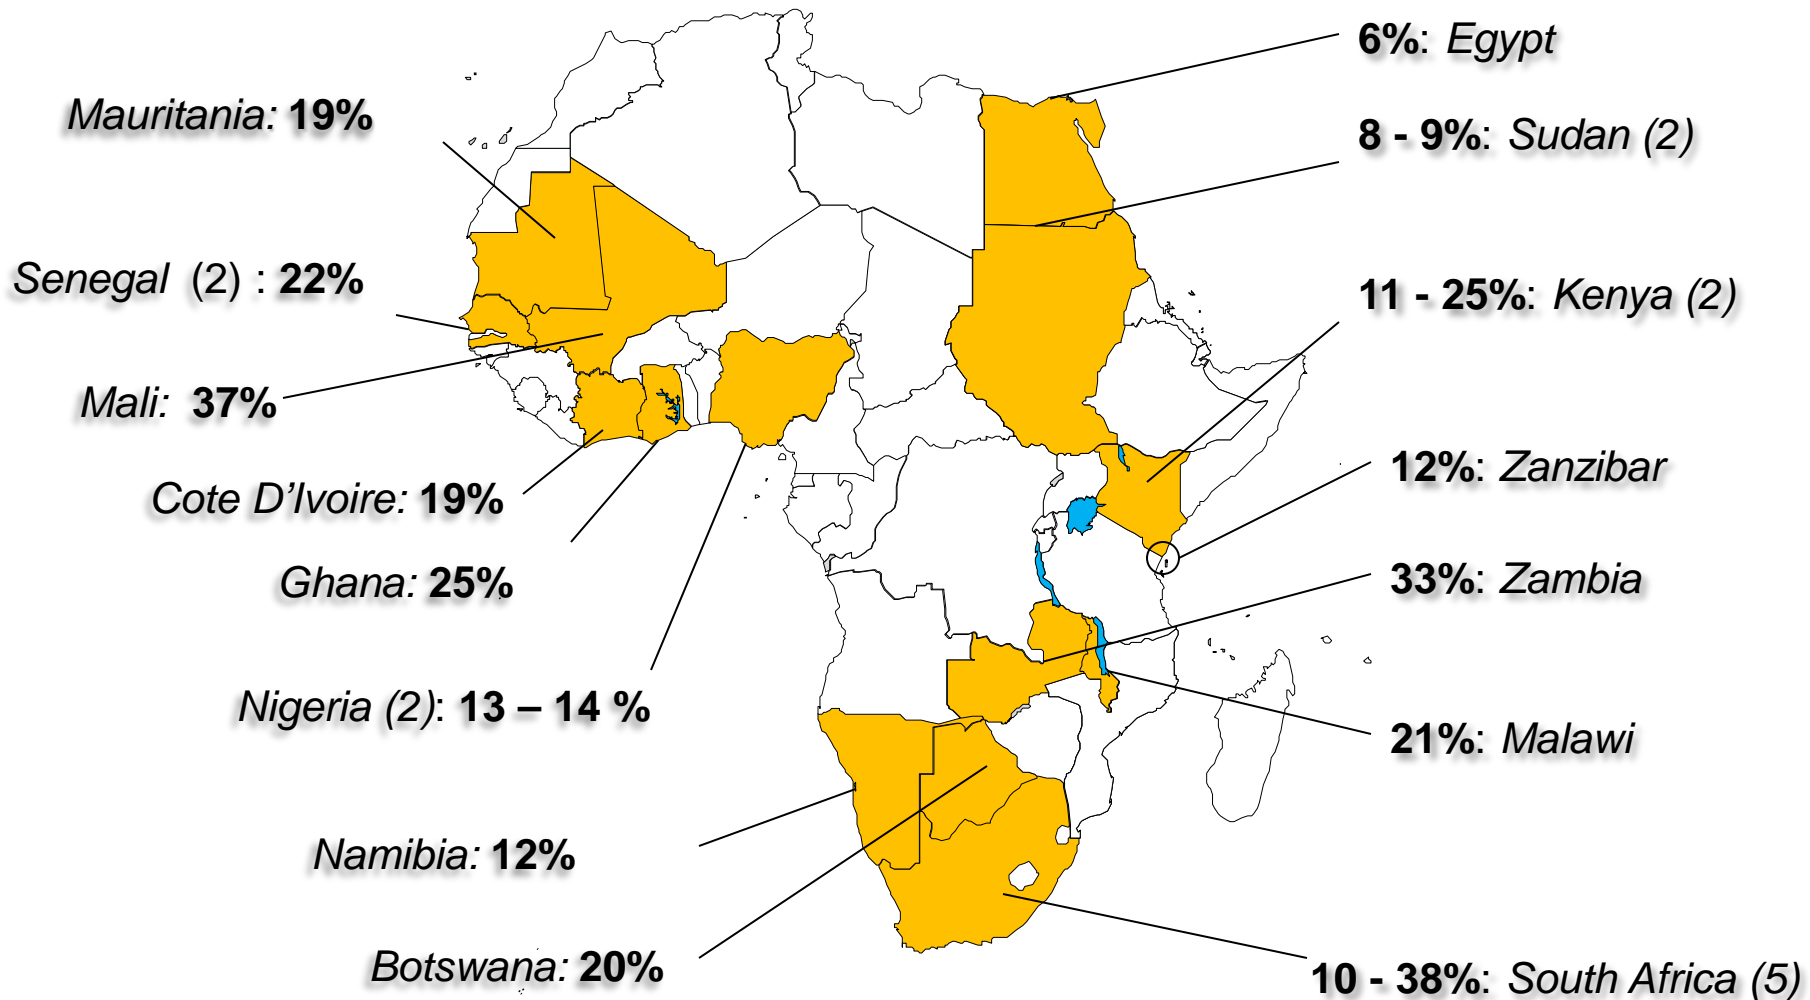 Mauritania: 19%
Senegal (2) : 22%
Mali: 37%
Cote D’Ivoire: 19%
Ghana: 25%
Nigeria (2): 13 – 14 %
Namibia: 12%
Botswana: 20%
6%: Egypt
8 - 9%: Sudan (2)
11 - 25%: Kenya (2)
12%: Zanzibar
33%: Zambia
21%: Malawi
10 - 38%: South Africa (5)